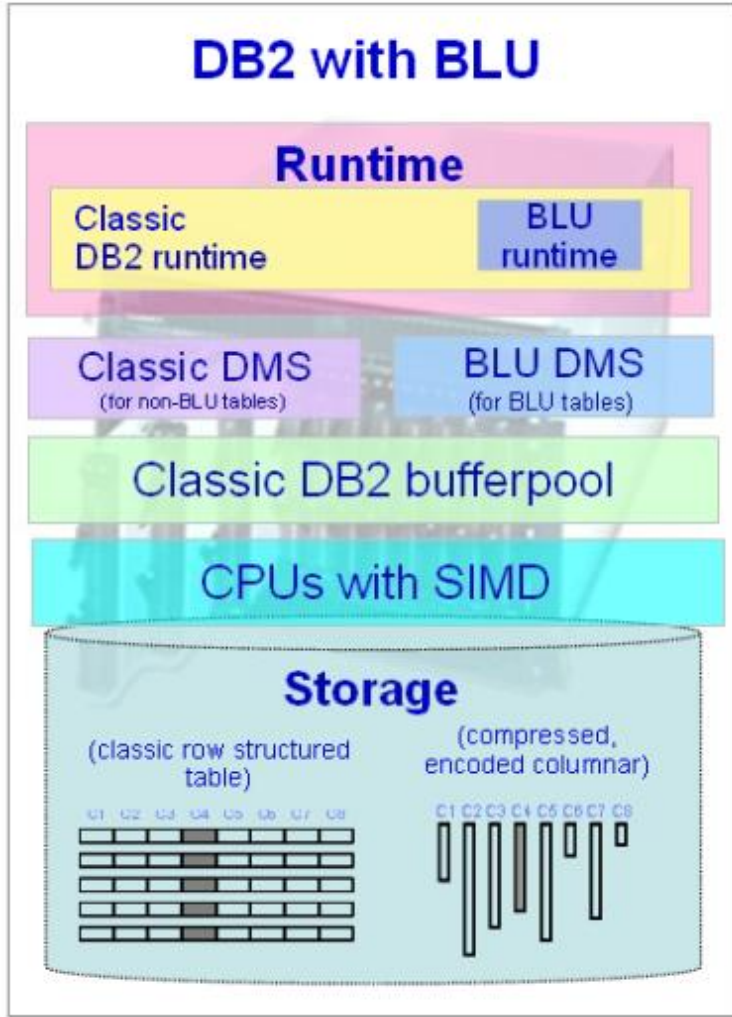 DB2 with BLU
Runtime
Classic
DB2 runtime
BLU
runtime
Classic DMS
(for non-BLU tables)
BLU DMS
(for BLU tables)
Classic DB2 bufferpool
CPUs with SIMD
Storage
(classic row structured
table)
C1 C2 C3 C4 C5 C6 C7 C8
(compressed,
encoded columnar)
C1 C2 C3 C4 C5 C6 C7 C8